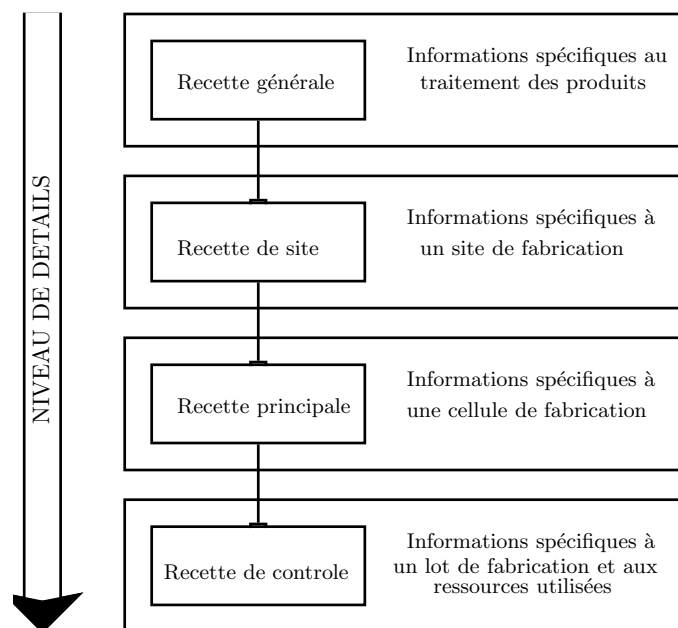 NIVEAU DE DETAILS
Recette générale
Informations spécifiques au
traitement des produits
Recette de site
Informations spécifiques à
un site de fabrication
Recette principale
Informations spécifiques à
une cellule de fabrication
Recette de controle
Informations spécifiques à
un lot de fabrication et aux
ressources utilisées